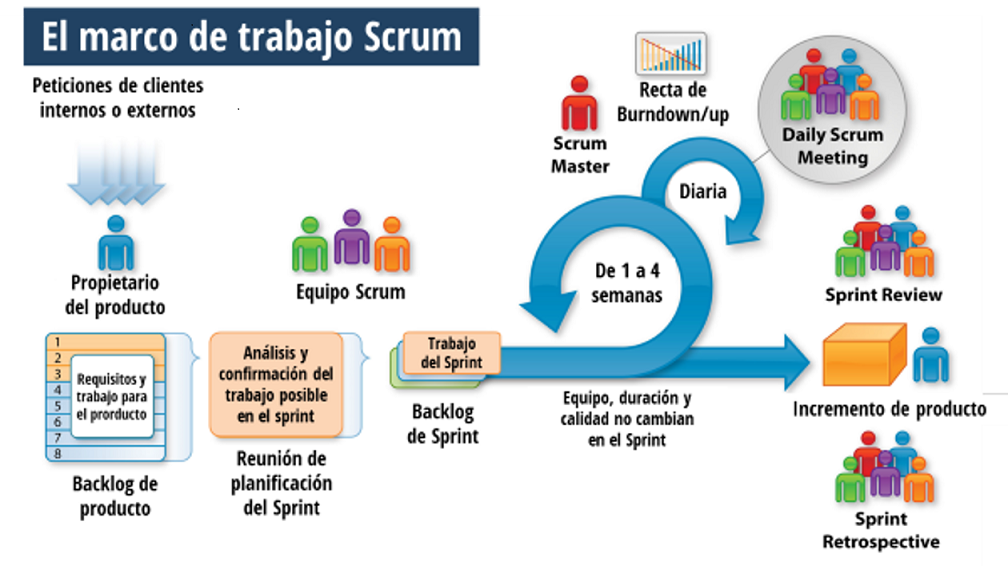 El marco de trabajo Scrum
Peticiones de clientes
internos o externos
Propietario
del producto
1
2
3
4
5
6
7
8
Requisitos y
trabajo para
el prorducto
Backlog de
producto
Equipo Scrum
Análisis y
confirmación del
trabajo posible
en el sprint
Reunión de
planificación
del Sprint
Trabajo
del Sprint
Backlog
de Sprint
Scrum
Master
Recta de
Burndown/up
Daily Scrum
Meeting
Diaria
De 1 a 4
semanas
Equipo, duración y
calidad no cambian
en el Sprint
Sprint Review
Incremento de producto
Sprint
Retrospective